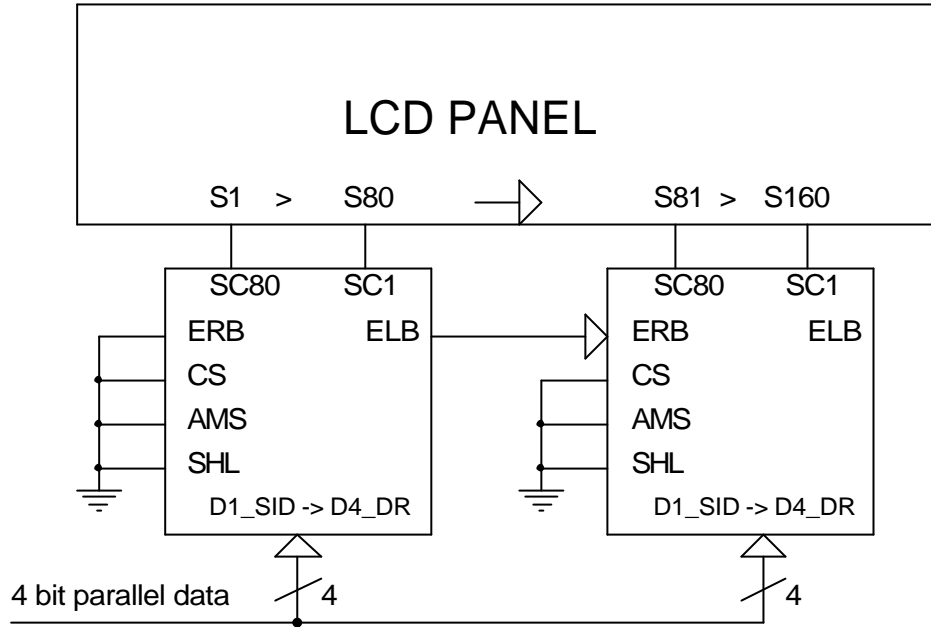 LCD PANEL
S1 > S80 S81 > S160
SC80 SC1 SC80 SC1
ERB ELB ERB ELB
CS CS
AMS AMS
SHL SHL
D1_SID -> D4_DR D1_SID -> D4_DR
4 bit parallel data 4 4